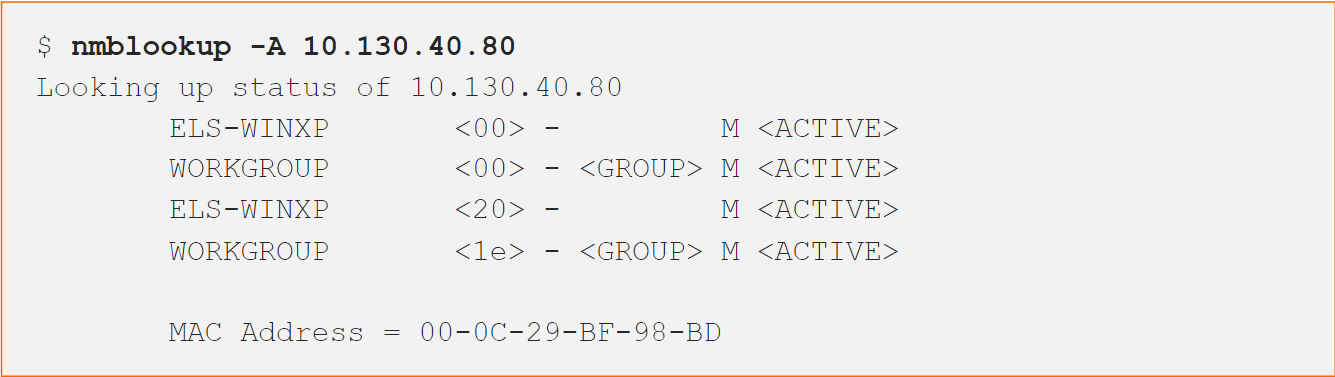 $ nmblookup -A 10.130.40.80
Looking up status of 10.130.40.80
ELS-WINXP <00> - M <ACTIVE>
WORKGROUP <00> - <GROUP> M <ACTIVE>
ELS-WINXP <20> - M <ACTIVE>
WORKGROUP <1e> - <GROUP> M <ACTIVE>
MAC Address = 00-0C-29-BF-98-BD